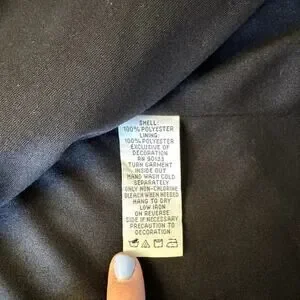 SHELL:
100% POLYESTER
LINING:
100% POLYESTER
EXCLUSIVE OF
DECORATION
RN 90133
TURN GARMENT
INSIDE OUT
HAND WASH COLD
SEPARATELY
ONLY NON-CHLORINE
BLEACH WHEN NEEDED
HANG TO DRY
LOW IRON
ON REVERSE
SIDE IF NECESSARY
PRECAUTION TO
DECORATION